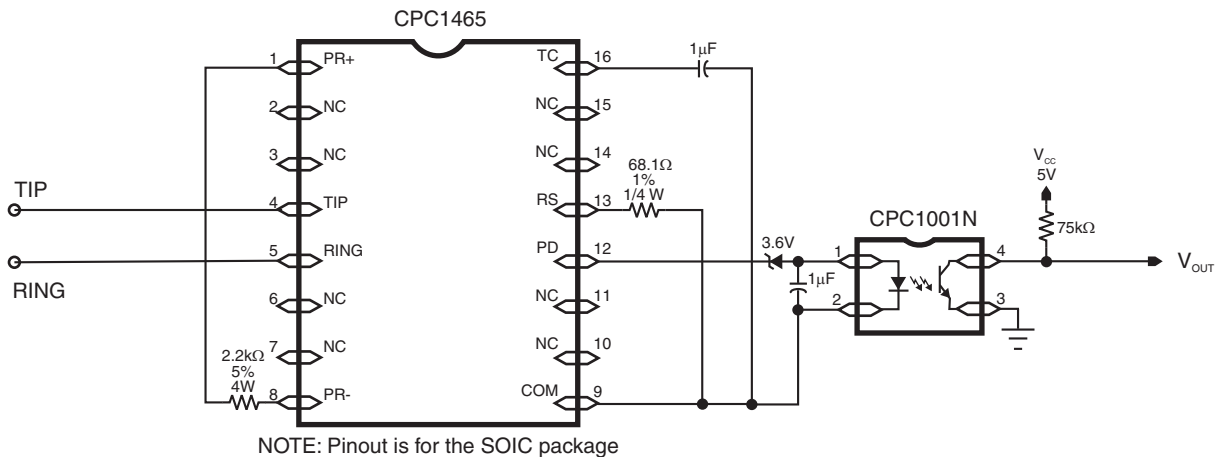 CPC1465
1 PR+
2 NC
3 NC
TIP
4 TIP
5 RING
RING
6 NC
7 NC
2.2kΩ
5%
4W
8 PR-
TC 16
1μF
NC 15
NC 14
68.1Ω
1%
1/4 W
RS 13
PD 12
3.6V
1μF
NC 11
NC 10
COM 9
CPC1001N
1
2
4
3
VCC
5V
75kΩ
VOUT
NOTE: Pinout is for the SOIC package